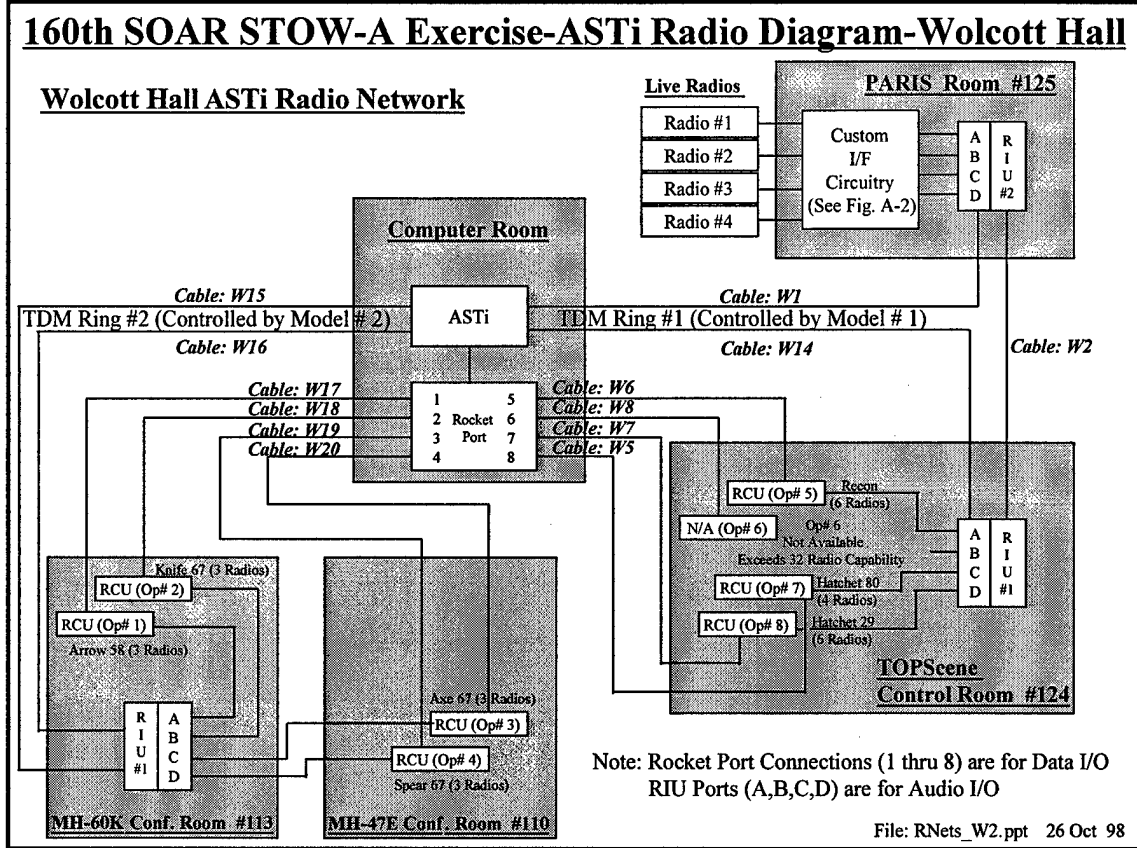 160th SOAR STOW-A Exercise-ASTi Radio Diagram-Wolcott Hall
Wolcott Hall ASTi Radio Network
Live Radios
Radio #1
Radio #2
Radio #3
Radio #4
PARIS Room #125
Custom
I/F
Circuitry
(See Fig. A-2)
A
B
C
D
R
I
U
#2
Computer Room
ASTi
Cable: W15
TDM Ring #2 (Controlled by Model # 2)
Cable: W16
Cable: W1
TDM Ring #1 (Controlled by Model # 1)
Cable: W14
Cable: W2
Cable: W17
Cable: W18
Cable: W19
Cable: W20
1 5
2 Rocket 6
3 Port 7
4 8
Cable: W6
Cable: W8
Cable: W7
Cable: W5
RCU (Op# 5)
Recon
(6 Radios)
N/A (Op# 6)
Op# 6
Not Available
Exceeds 32 Radio Capability
RCU (Op# 7)
Hatchet 80
(4 Radios)
RCU (Op# 8)
Hatchet 29
(6 Radios)
A
B
C
D
R
I
U
#1
TOPScene
Control Room #124
Knife 67 (3 Radios)
RCU (Op# 2)
RCU (Op# 1)
Arrow 58 (3 Radios)
R
I
U
#1
A
B
C
D
MH-60K Conf. Room #113
Axe 67 (3 Radios)
RCU (Op# 3)
RCU (Op# 4)
Spear 67 (3 Radios)
MH-47E Conf. Room #110
Note: Rocket Port Connections (1 thru 8) are for Data I/O
RIU Ports (A,B,C,D) are for Audio I/O
File: RNets_W2.ppt 26 Oct 98